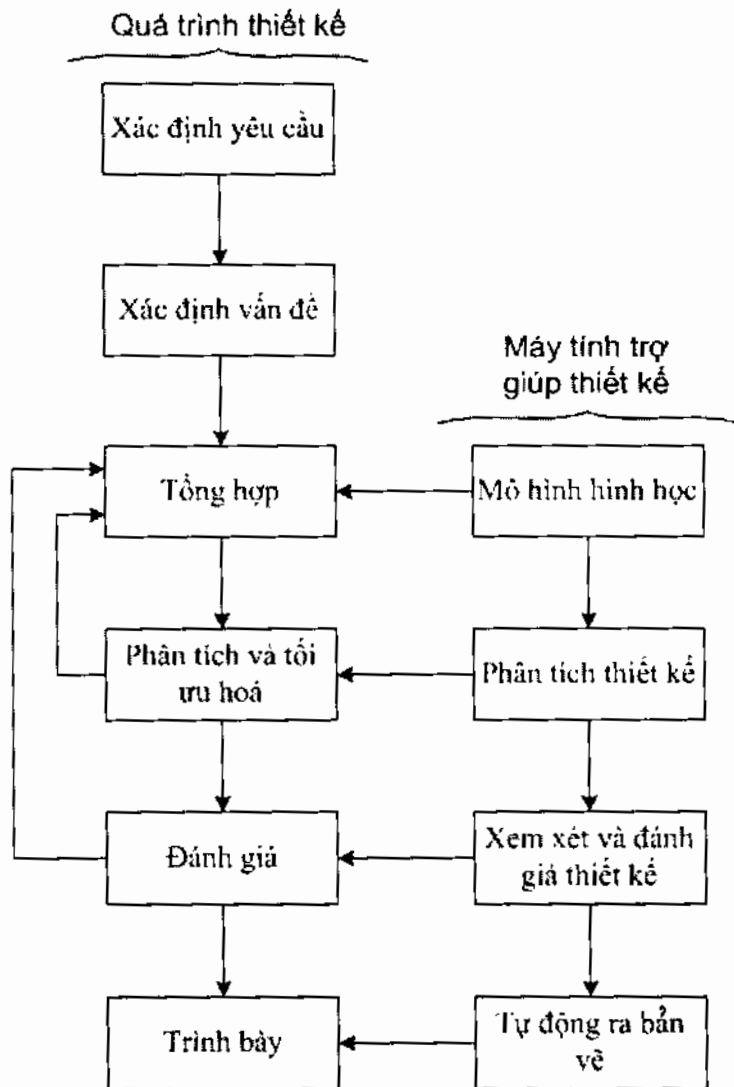 Quá trình thiết kế
Xác định yêu cầu
Xác định vấn đề
Máy tính trợ
giúp thiết kế
Tổng hợp
Mô hình hình học
Phân tích và tối
ưu hoá
Phân tích thiết kế
Đánh giá
Xem xét và đánh
giá thiết kế
Trình bày
Tự động ra bản
vẽ